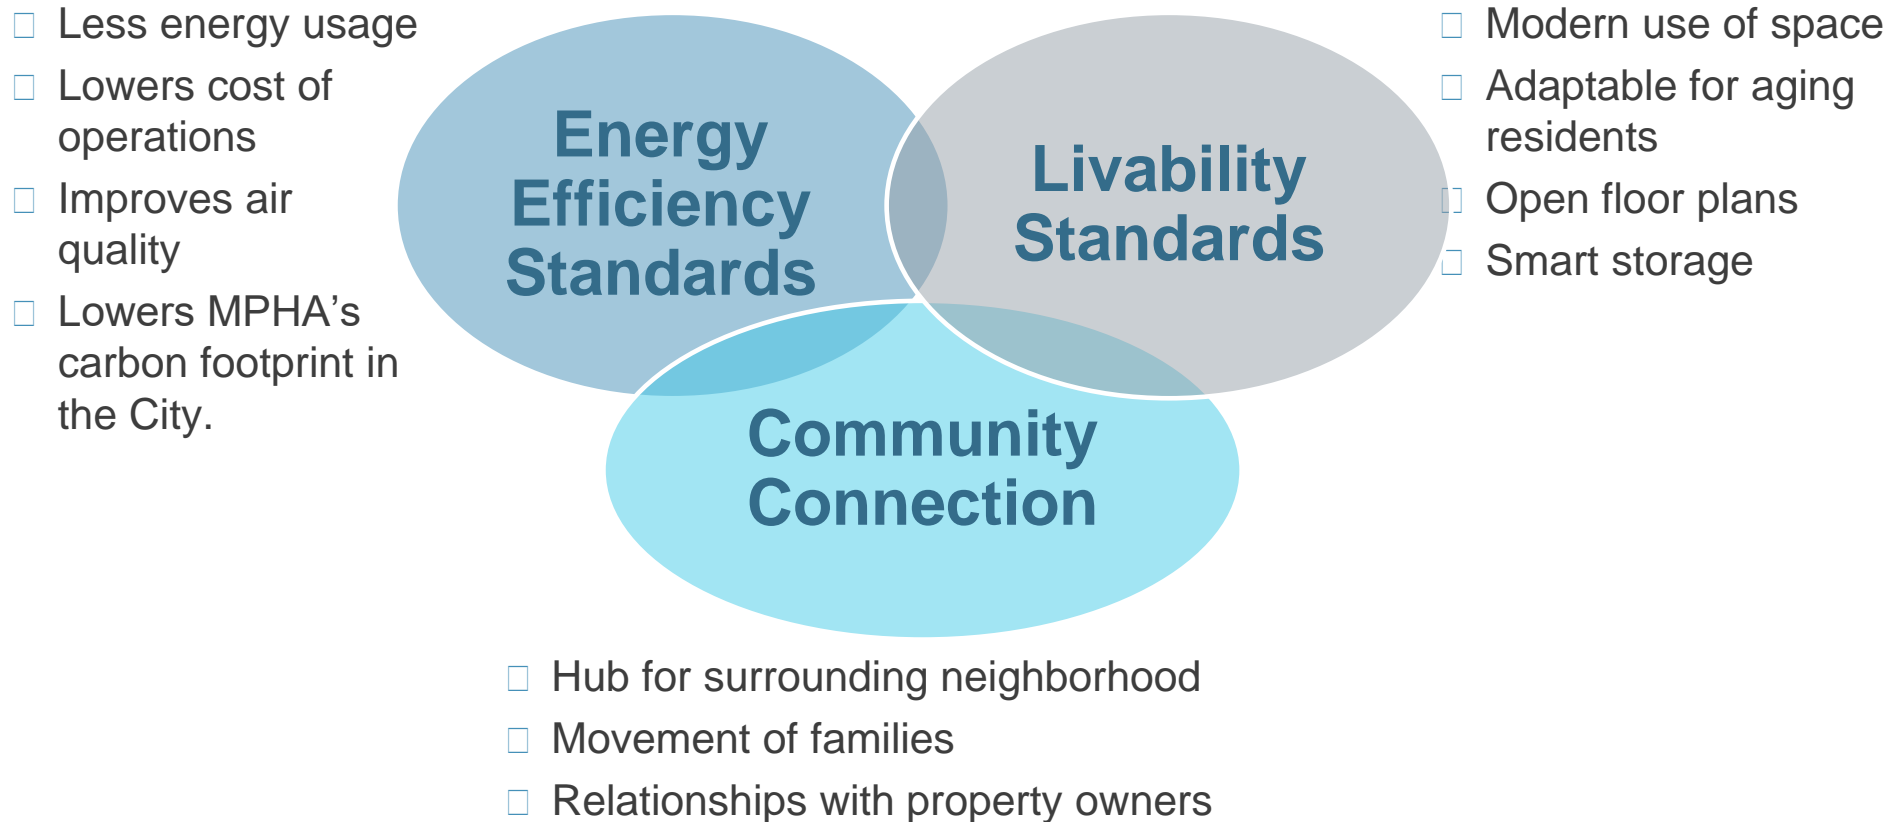 Less energy usage
Lowers cost of
operations
Improves air
quality
Lowers MPHA’s
carbon footprint in
the City.
Energy
Efficiency
Standards
Livability
Standards
Community
Connection
Modern use of space
Adaptable for aging
residents
Open floor plans
Smart storage
Hub for surrounding neighborhood
Movement of families
Relationships with property owners